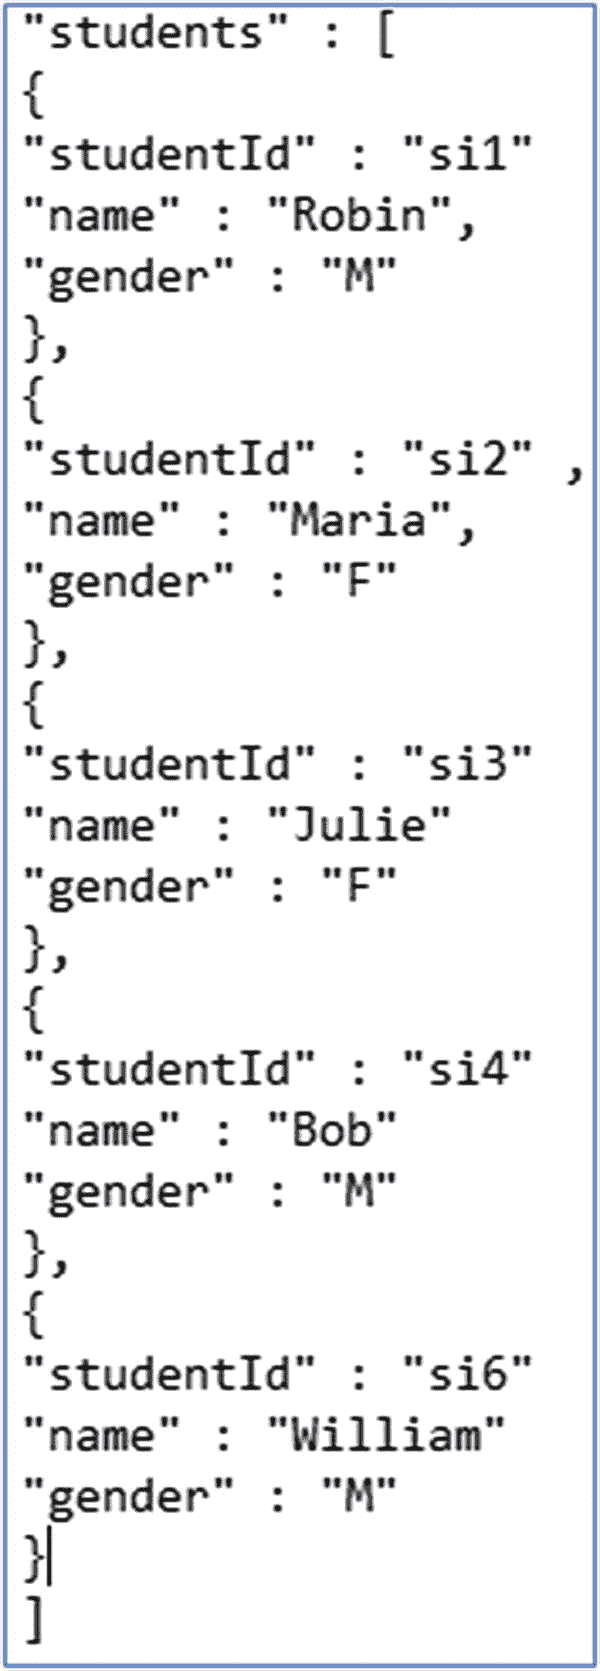 "students" : [
{
"studentId" : "si1"
"name" : "Robin",
"gender" : "M"
},
{
"studentId" : "si2" ,
"name" : "Maria",
"gender" : "F"
},
{
"studentId" : "si3"
"name" : "Julie"
"gender" : "F"
},
{
"studentId" : "si4"
"name" : "Bob"
"gender" : "M"
},
{
"studentId" : "si6"
"name" : "William"
"gender" : "M"
}
]